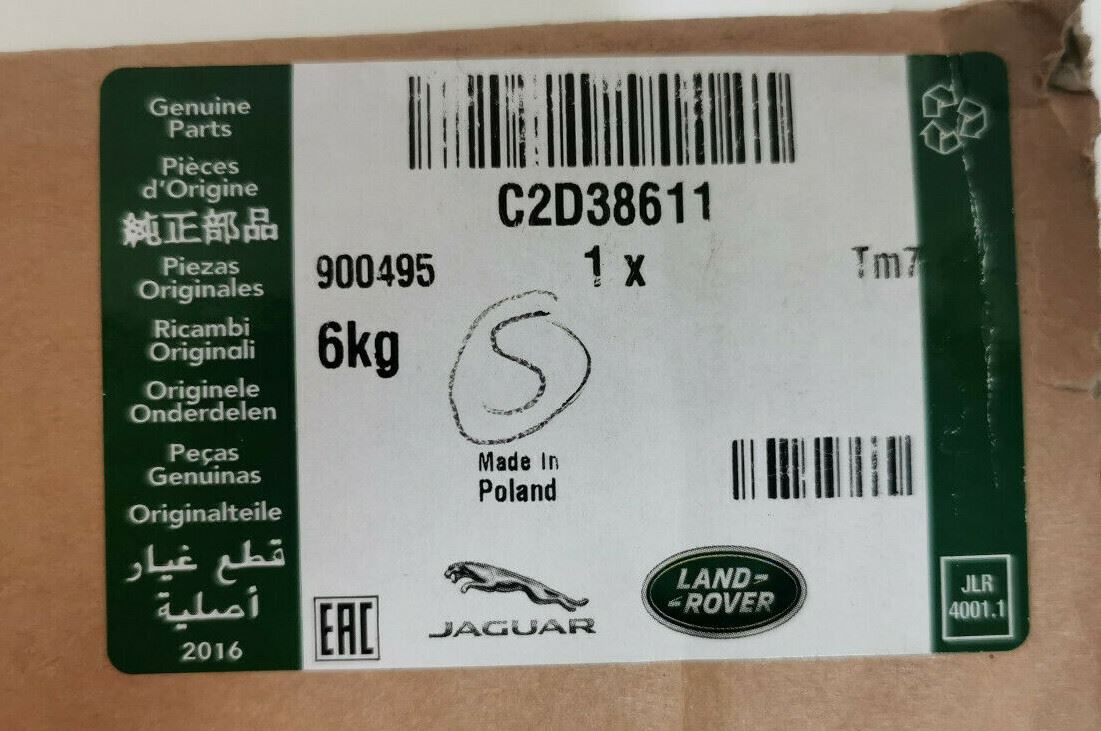 Genuine
Parts
Pièces
d'Origine
純正部品
Piezas
Originales
Ricambi
Originali
Originele
Onderdelen
Peças
Genuinas
Originalteile
قطع غيار
أصلية
2016
C2D38611
900495
1 x
Tm7
6kg
S
Made In
Poland
EAC
JAGUAR
LAND-
-ROVER
JLR
4001.1